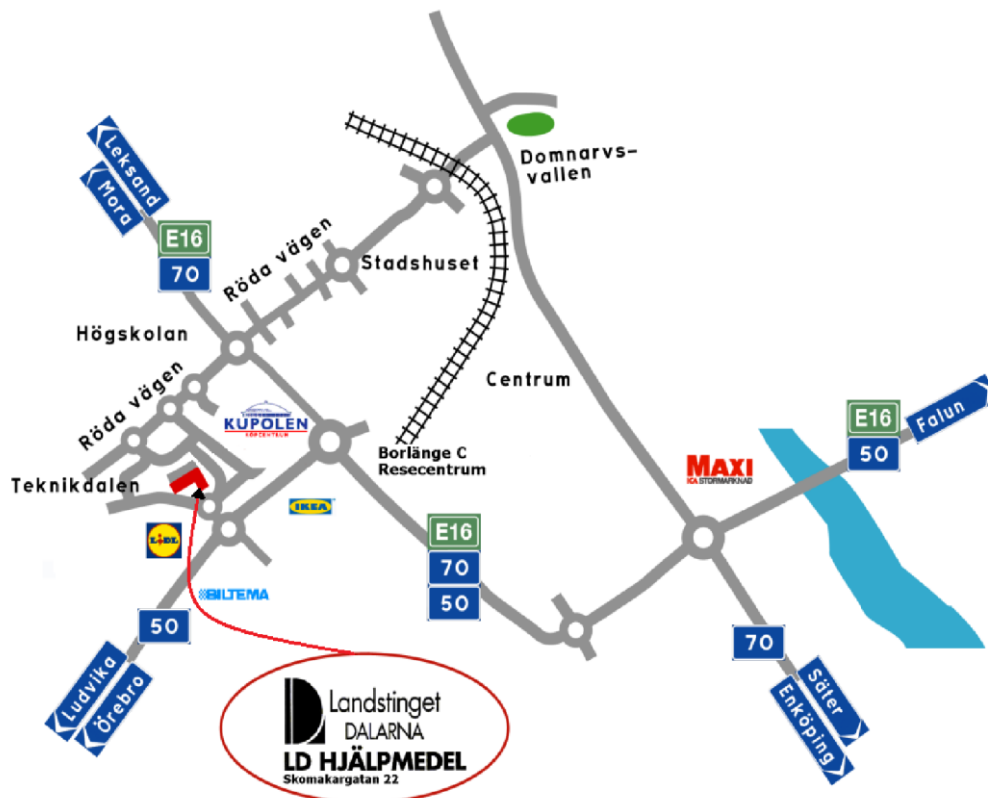 Domnarvs-
vallen
Leksand
Mora
E16
70
Röda vägen
Stadshuset
Högskolan
Centrum
Röda vägen
KUPOLEN
KÖPCENTRUM
Borlänge C
Resecentrum
E16
50
Falun
MAXI
ICA STORMARKNAD
Teknikdalen
IKEA
LIDL
E16
70
50
BILTEMA
50
Ludvika
Örebro
70
Säter
Enköping
Landstinget
DALARNA
LD HJÄLPMEDEL
Skomakargatan 22